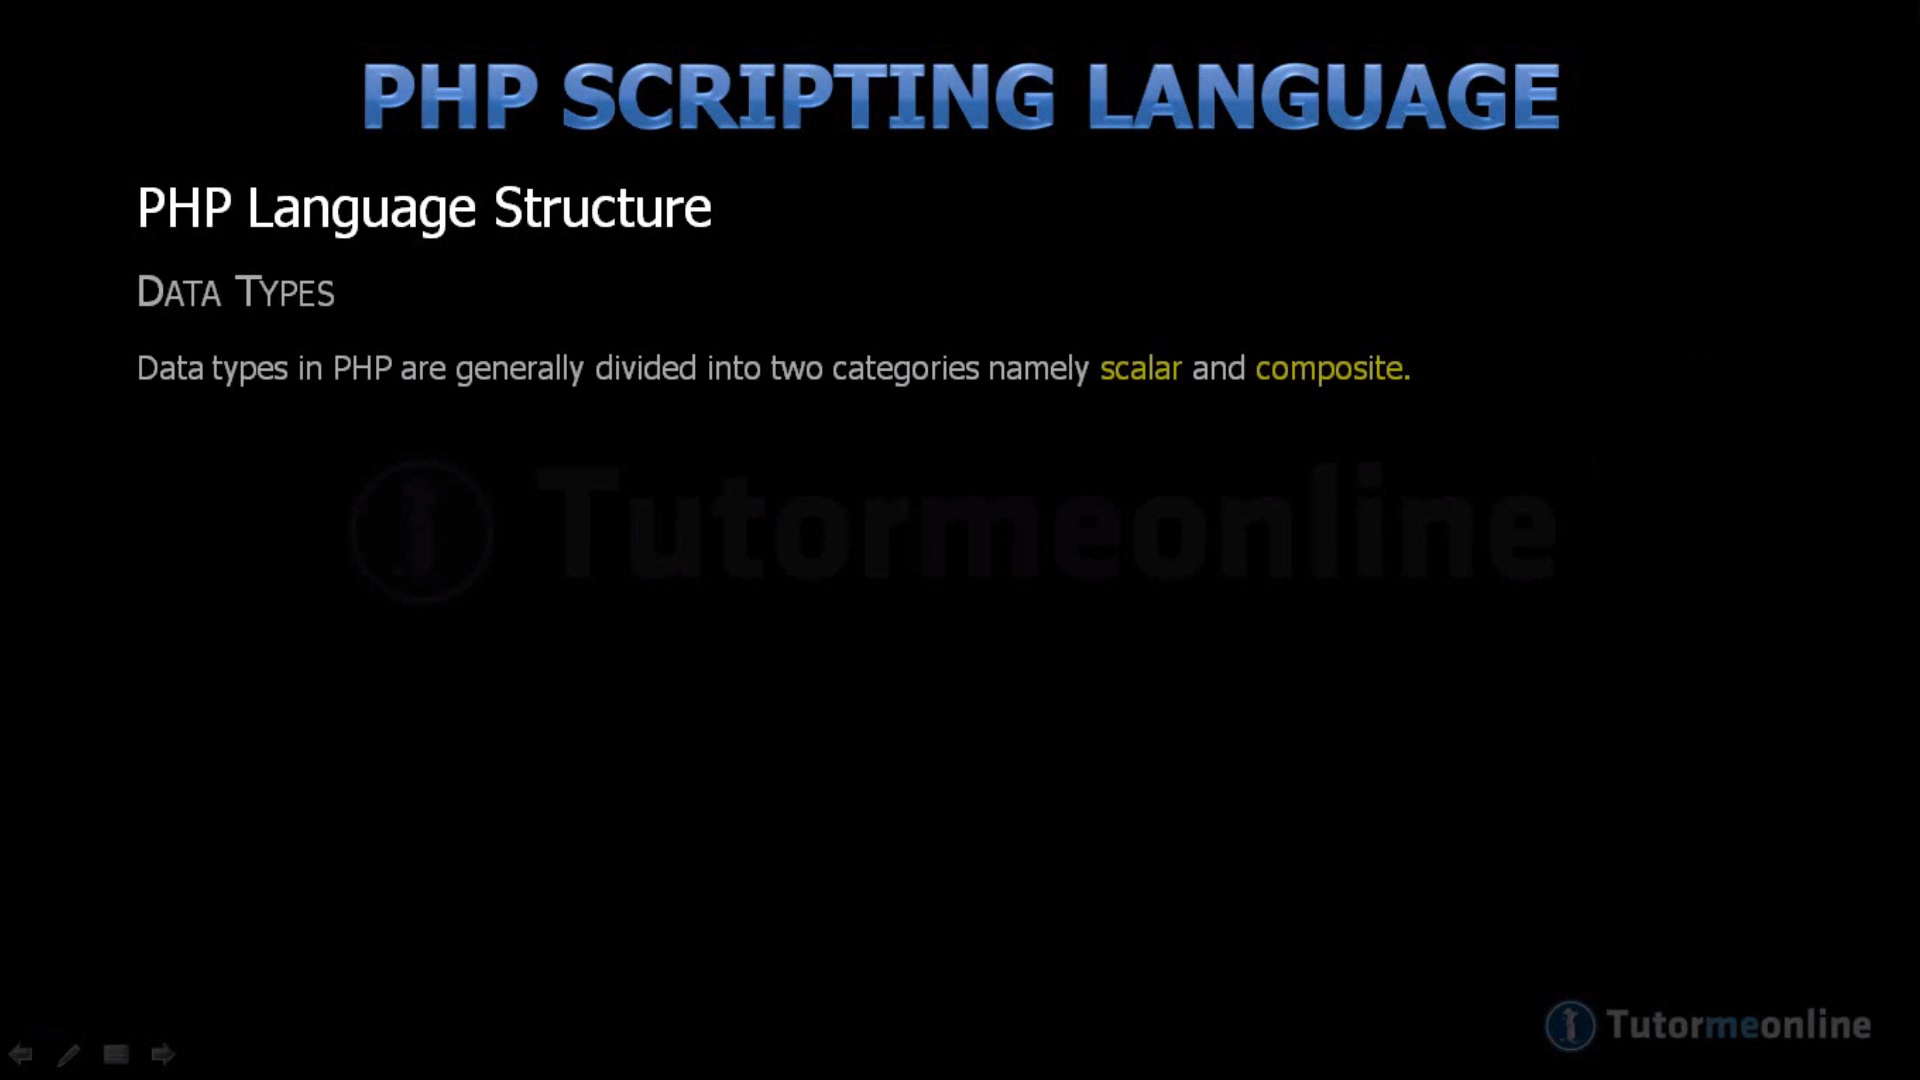 PHP SCRIPTING LANGUAGE
PHP Language Structure
DATA TYPES
Data types in PHP are generally divided into two categories namely scalar and composite.
Tutormeonline
Tutormeonline